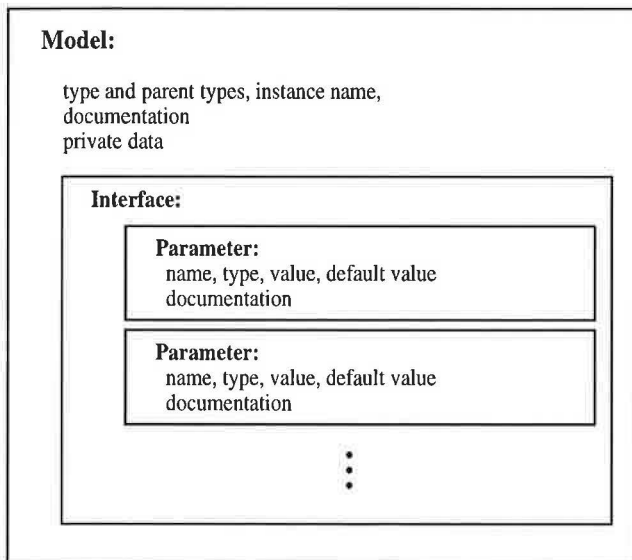 Model:
type and parent types, instance name,
documentation
private data
Interface:
Parameter:
name, type, value, default value
documentation
Parameter:
name, type, value, default value
documentation